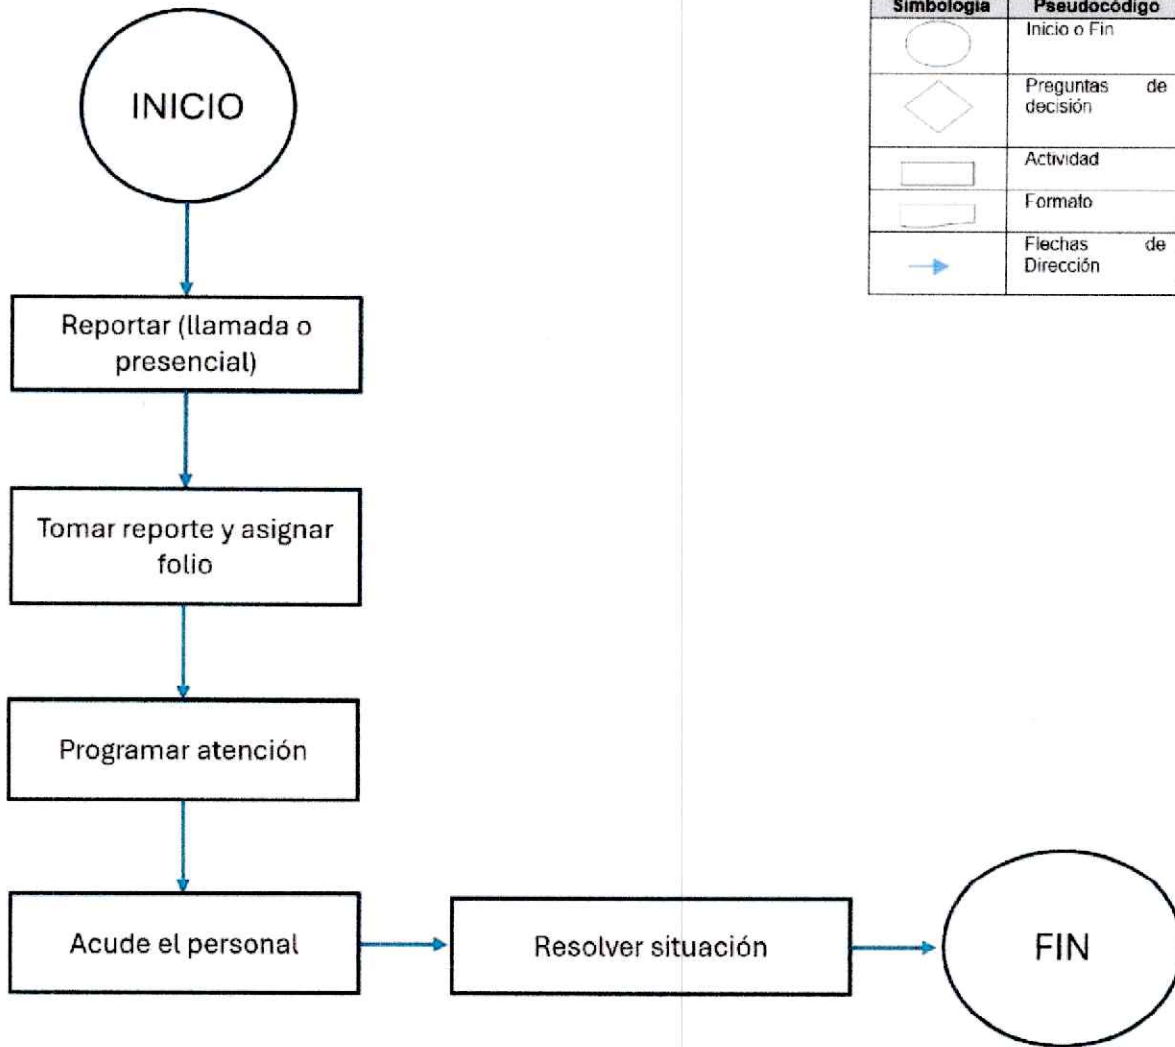 Simbología Pseudocódigo
Inicio o Fin
Preguntas de
decisión
Actividad
Formato
Flechas de
Dirección
INICIO
Reportar (llamada o
presencial)
Tomar reporte y asignar
folio
Programar atención
Acude el personal
Resolver situación
FIN